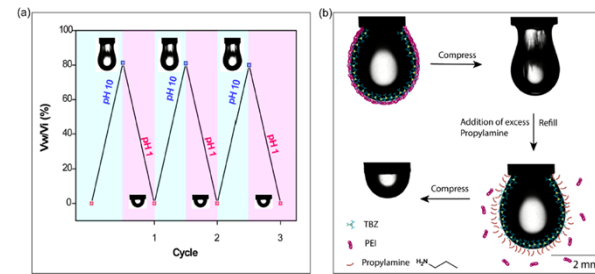 (a)
100
80
60
40
20
0
Vw/Vi (%)
pH 10
pH 1
pH 10
pH 1
pH 10
pH 1
1
2
3
Cycle
(b)
Compress
Addition of excess
Propylamine
Refill
Compress
TBZ
PEI
Propylamine
H₂N
2 mm